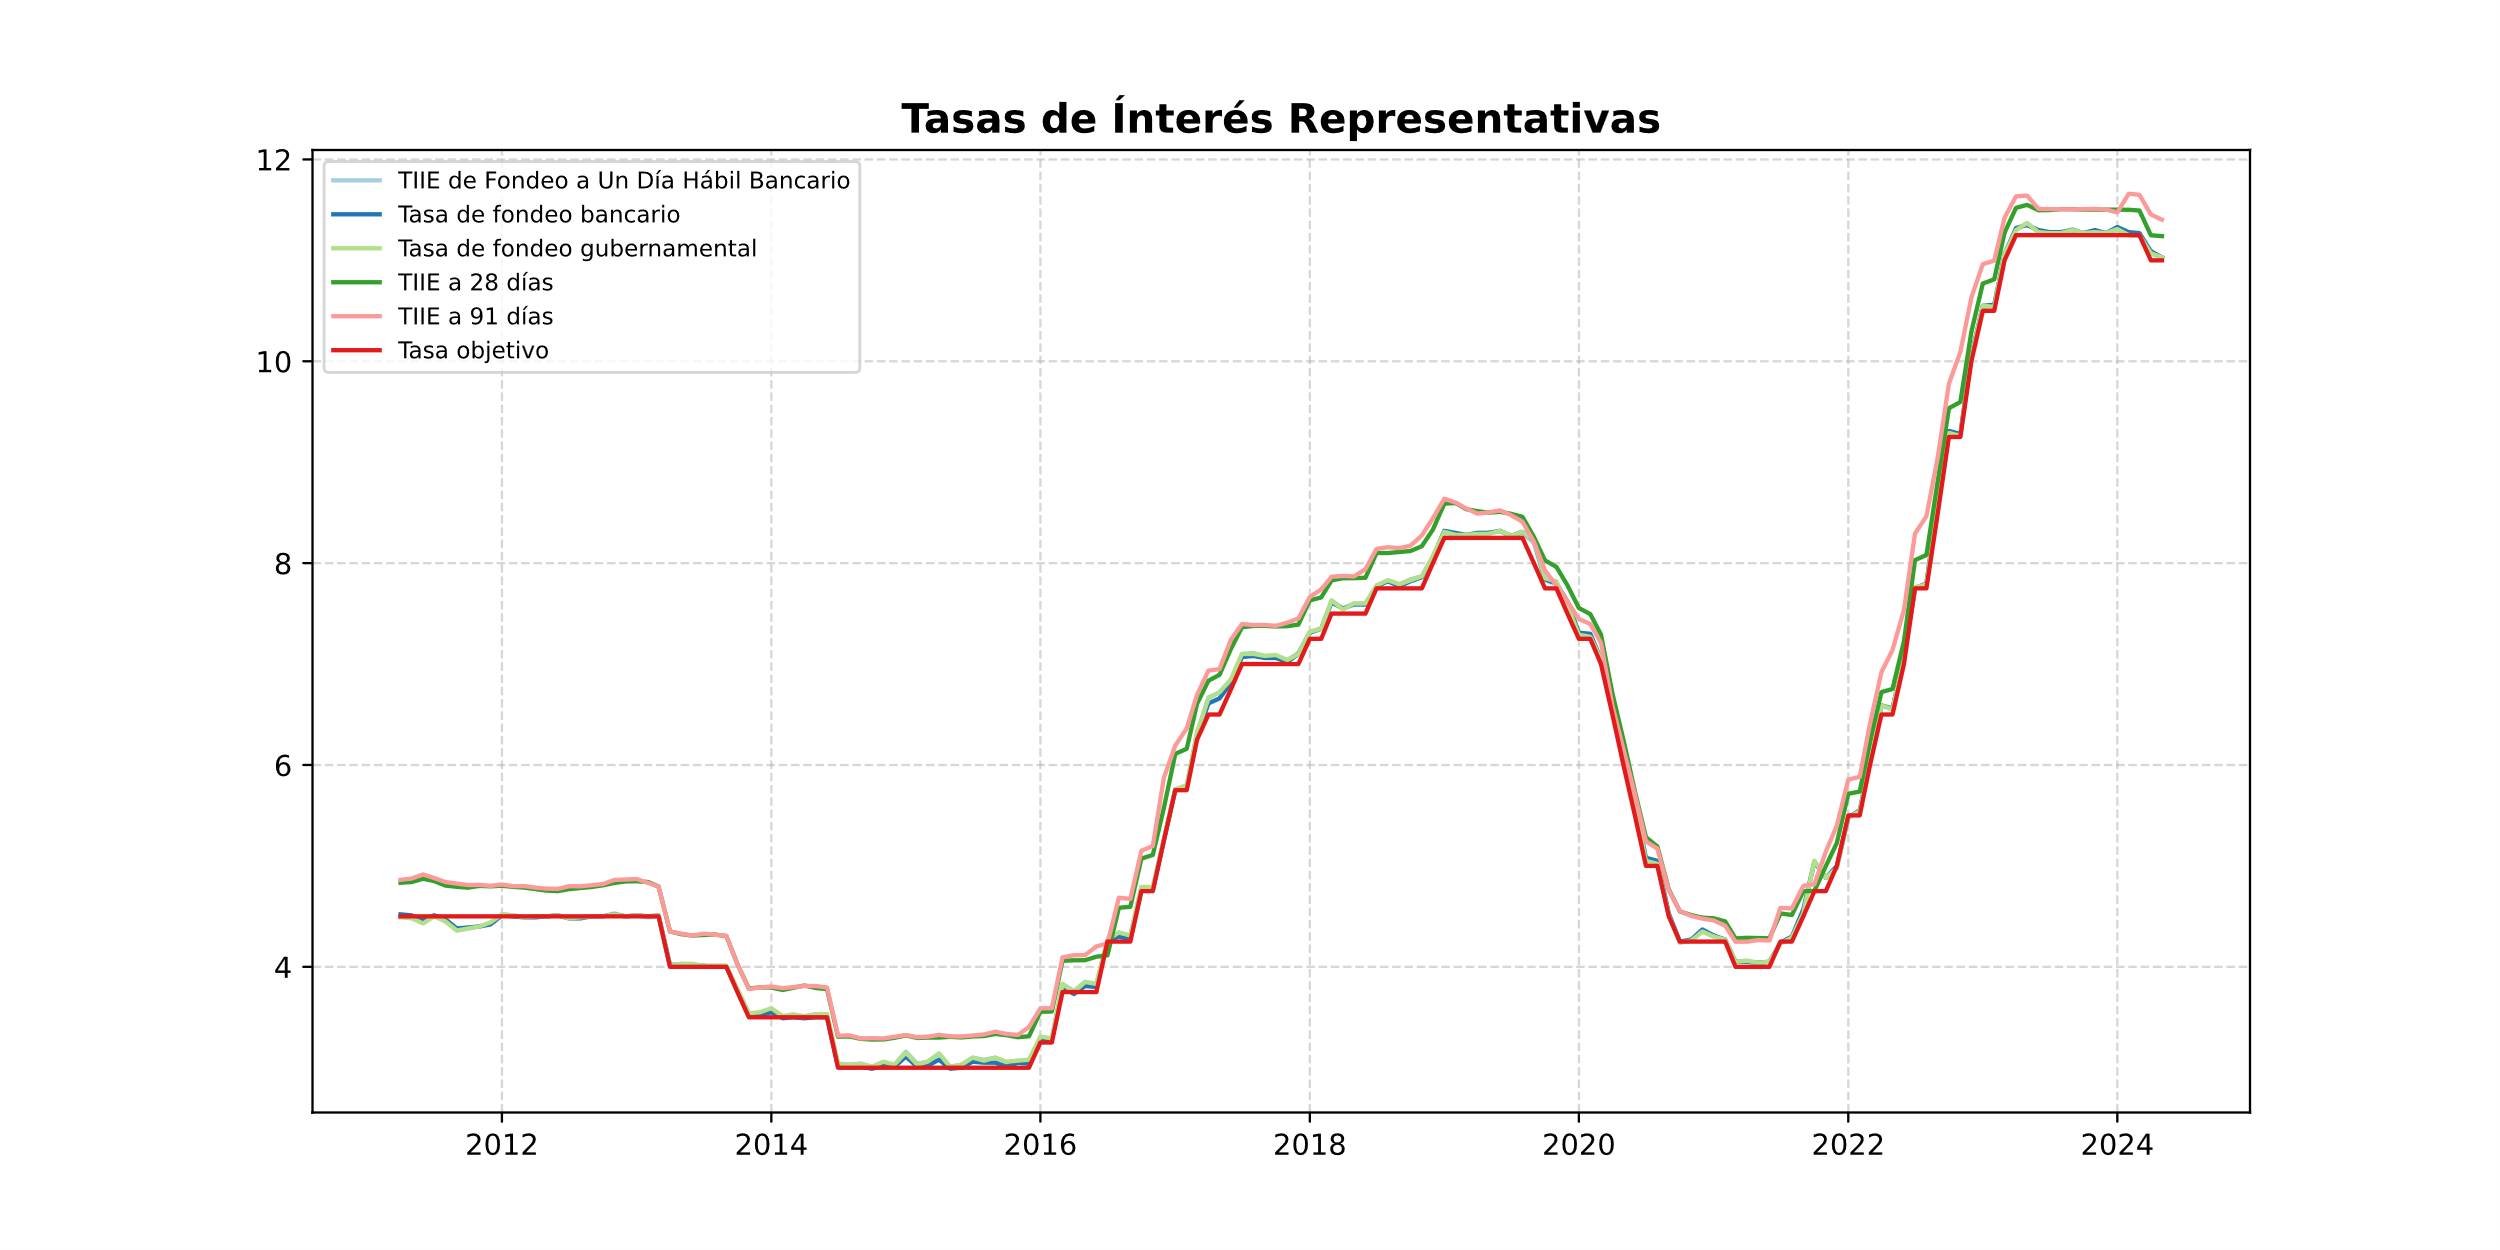 Tasas de Ínterés Representativas
12
10
8
6
4
TIIE de Fondeo a Un Día Hábil Bancario
Tasa de fondeo bancario
Tasa de fondeo gubernamental
TIIE a 28 días
TIIE a 91 días
Tasa objetivo
2012 2014 2016 2018 2020 2022 2024